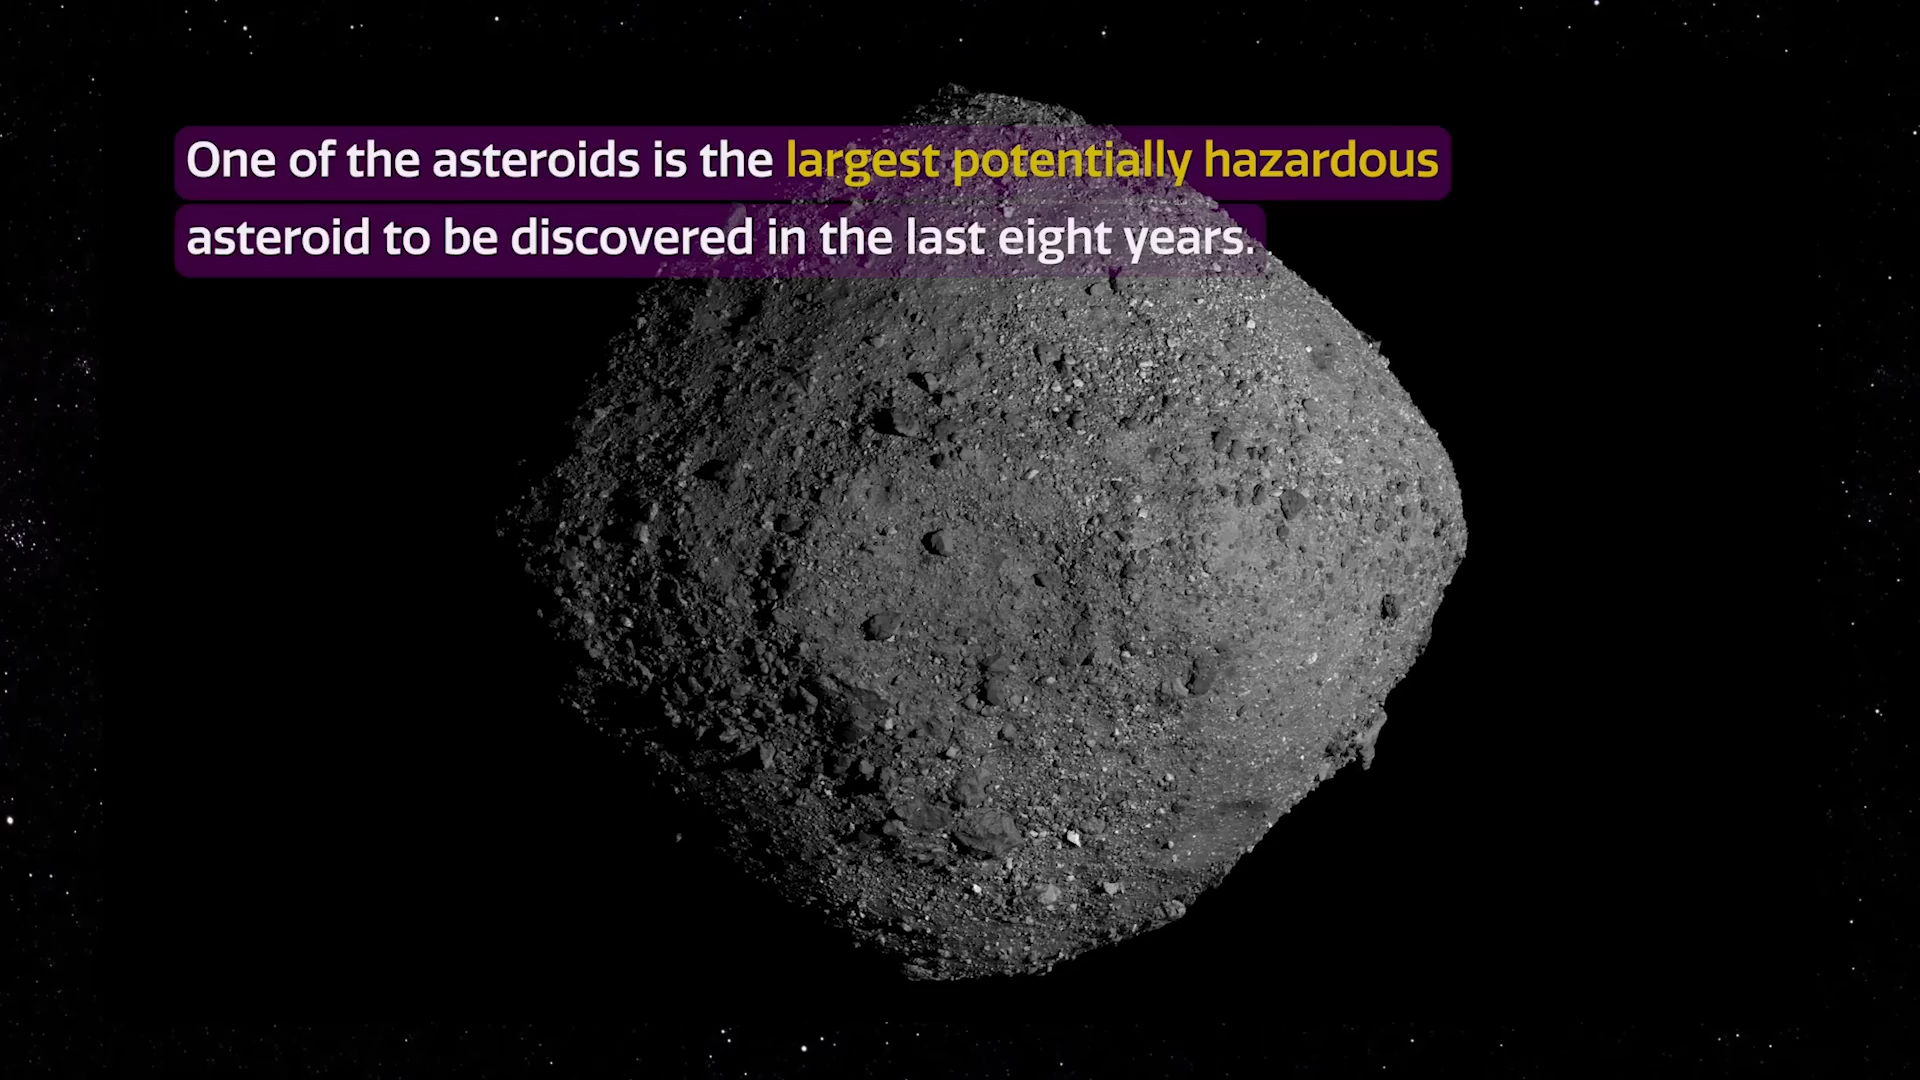 One of the asteroids is the largest potentially hazardous
asteroid to be discovered in the last eight years.